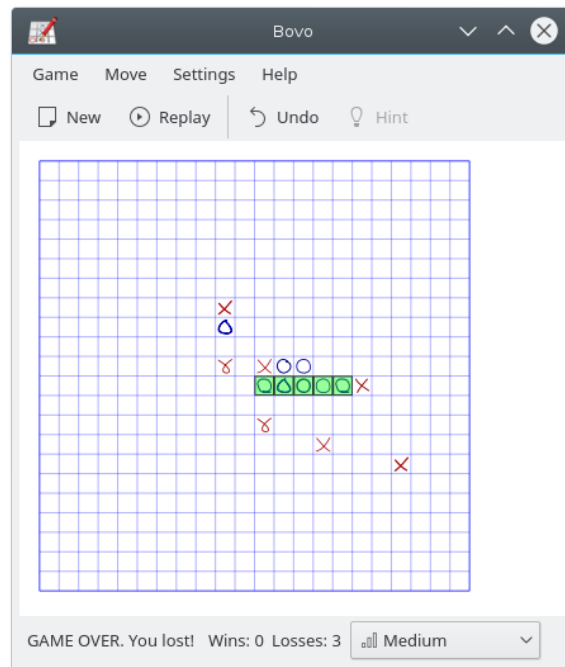 Bovo
Game Move Settings Help
New Replay Undo Hint
GAME OVER. You lost! Wins: 0 Losses: 3 Medium